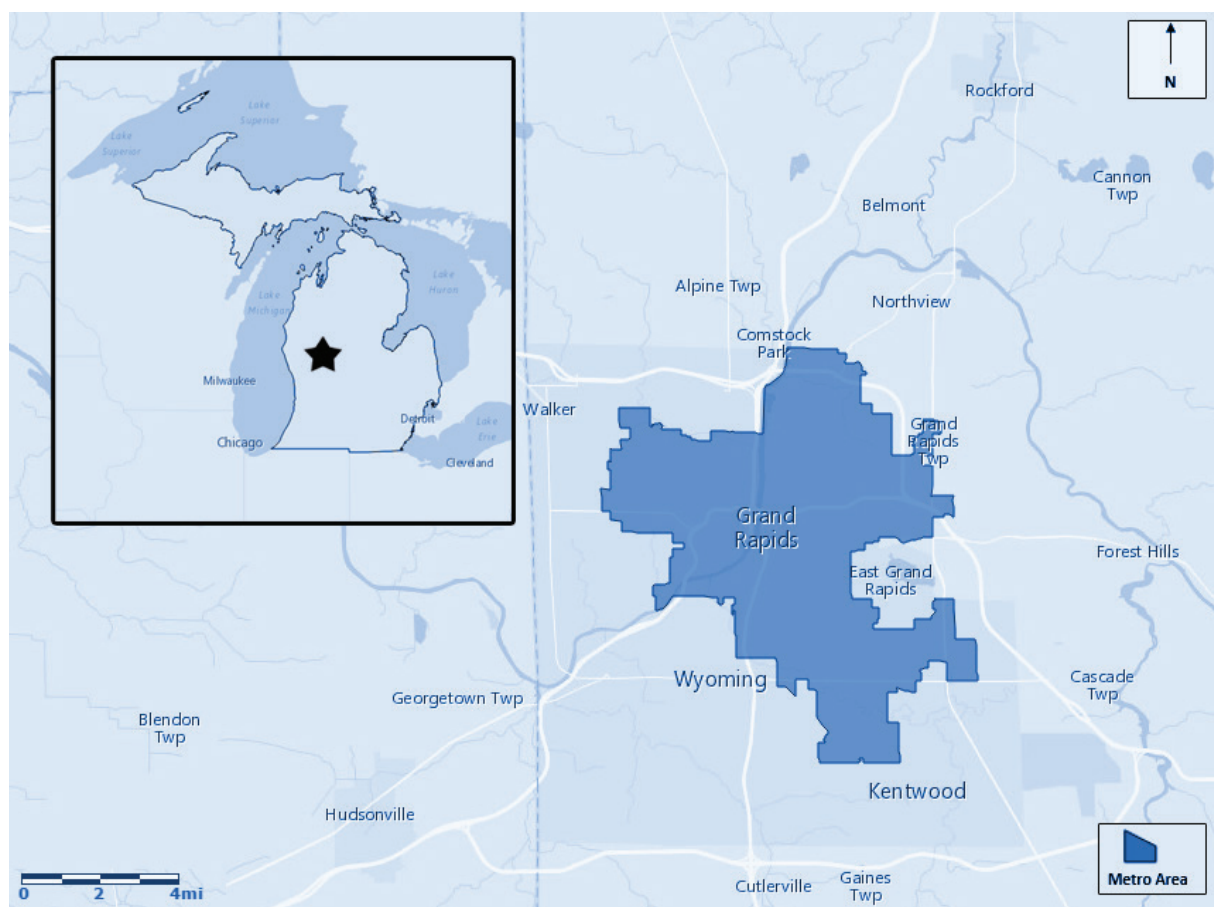 N
Rockford
Cannon
Twp
Belmont
Alpine Twp
Northview
Comstock
Park
Walker
Grand
Rapids
Twp
Grand
Rapids
Forest Hills
East Grand
Rapids
Wyoming
Georgetown Twp
Cascade
Twp
Blendon
Twp
Kentwood
Hudsonville
Cutlerville
Gaines
Twp
Lake
Superior
Lake
Superior
Lake
Huron
Lake
Michigan
Milwaukee
Detroit
Chicago
Lake
Erie
Cleveland
0 2 4mi
Metro Area